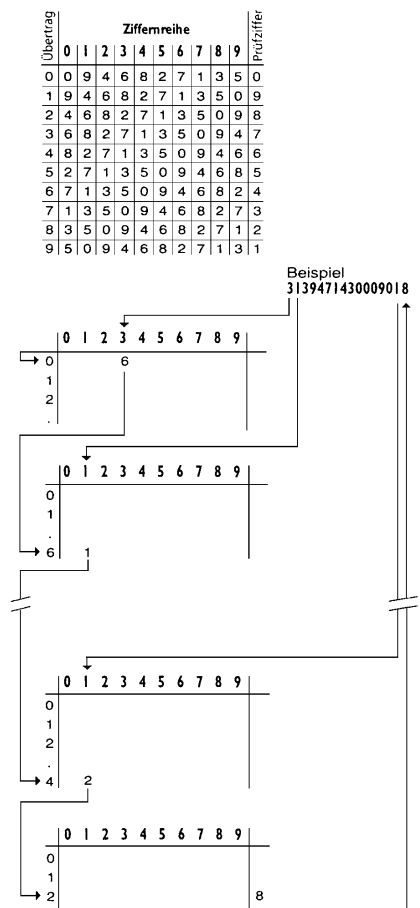 Übertrag Ziffernreihe Prüfziffer
0 1 2 3 4 5 6 7 8 9
0 0 9 4 6 8 2 7 1 3 5 0
1 9 4 6 8 2 7 1 3 5 0 9
2 4 6 8 2 7 1 3 5 0 9 8
3 6 8 2 7 1 3 5 0 9 4 7
4 8 2 7 1 3 5 0 9 4 6 6
5 2 7 1 3 5 0 9 4 6 8 5
6 7 1 3 5 0 9 4 6 8 2 4
7 1 3 5 0 9 4 6 8 2 7 3
8 3 5 0 9 4 6 8 2 7 1 2
9 5 0 9 4 6 8 2 7 1 3 1
Beispiel
313947143000901 8
0 1 2 3 4 5 6 7 8 9
0 6
1
2
.
0 1 2 3 4 5 6 7 8 9
0
1
.
6 1
0 1 2 3 4 5 6 7 8 9
0
1
2
.
4 2
0 1 2 3 4 5 6 7 8 9
0
1
2 8